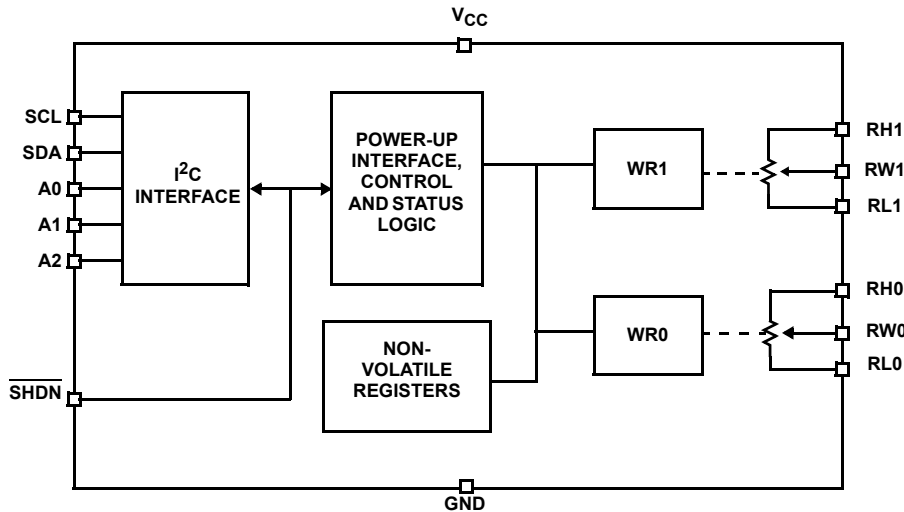 VCC
SCL
SDA
A0
A1
A2
SHDN
I²C
INTERFACE
POWER-UP
INTERFACE,
CONTROL
AND STATUS
LOGIC
NON-
VOLATILE
REGISTERS
WR1
WR0
RH1
RW1
RL1
RH0
RW0
RL0
GND